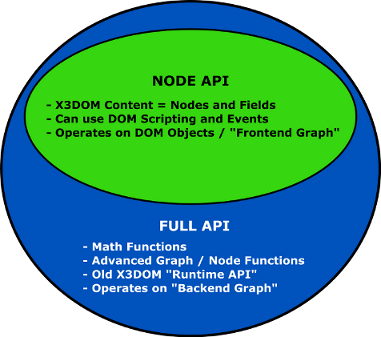 NODE API
- X3DOM Content = Nodes and Fields
- Can use DOM Scripting and Events
- Operates on DOM Objects / "Frontend Graph"
FULL API
- Math Functions
- Advanced Graph / Node Functions
- Old X3DOM "Runtime API"
- Operates on "Backend Graph"